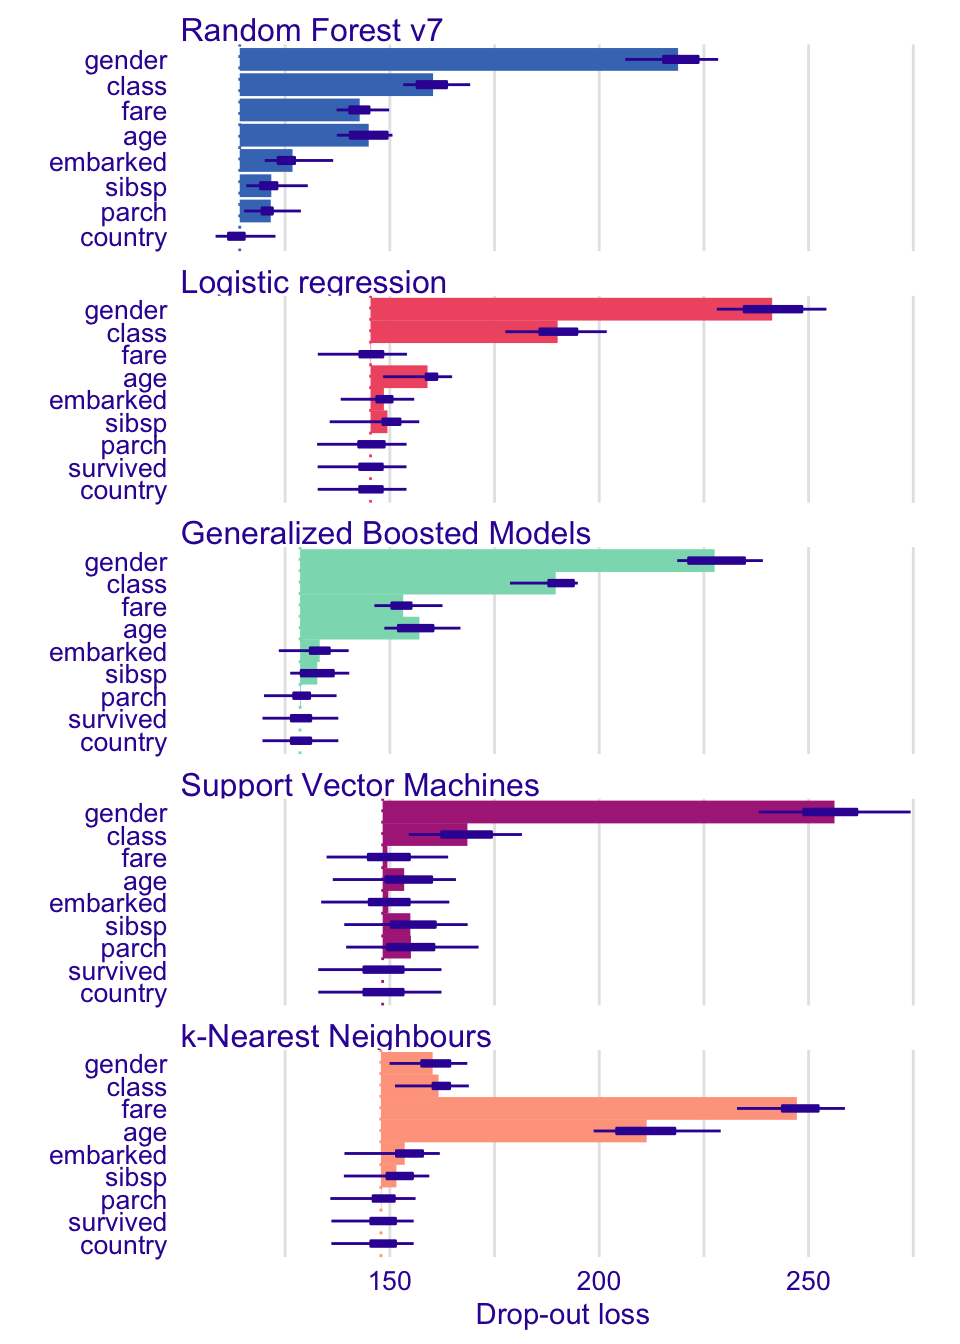 Random Forest v7
gender
class
fare
age
embarked
sibsp
parch
country
Logistic regression
gender
class
fare
age
embarked
sibsp
parch
survived
country
Generalized Boosted Models
gender
class
fare
age
embarked
sibsp
parch
survived
country
Support Vector Machines
gender
class
fare
age
embarked
sibsp
parch
survived
country
k-Nearest Neighbours
gender
class
fare
age
embarked
sibsp
parch
survived
country
150 200 250
Drop-out loss